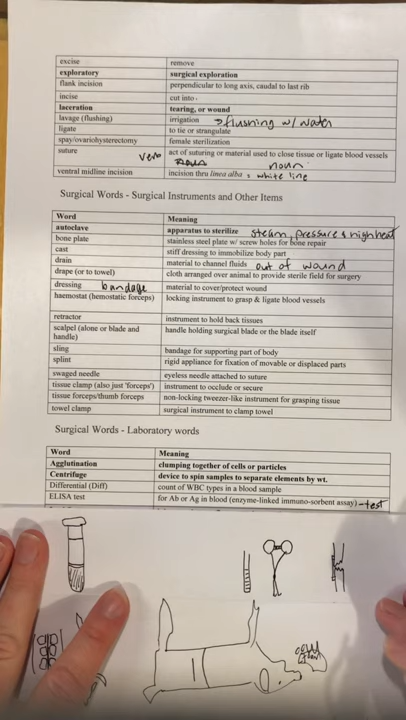 excise remove
exploratory surgical exploration
flank incision perpendicular to long axis, caudal to last rib
incise cut into
laceration tearing, or wound
lavage (flushing) irrigation → flushing w/ water
ligate to tie or strangulate
spay/ovariohysterectomy female sterilization
suture act of suturing or material used to close tissue or ligate blood vessels
verb noun
ventral midline incision incision thru linea alba = white line
Surgical Words - Surgical Instruments and Other Items
Word Meaning
autoclave apparatus to sterilize steam, pressure & high heat
bone plate stainless steel plate w/ screw holes for bone repair
cast stiff dressing to immobilize body part
drain material to channel fluids out of wound
drape (or to towel) cloth arranged over animal to provide sterile field for surgery
dressing bandage material to cover/protect wound
haemostat (hemostatic forceps) locking instrument to grasp & ligate blood vessels
retractor instrument to hold back tissues
scalpel (alone or blade and handle) handle holding surgical blade or the blade itself
sling bandage for supporting part of body
splint rigid appliance for fixation of movable or displaced parts
swaged needle eyeless needle attached to suture
tissue clamp (also just 'forceps') instrument to occlude or secure
tissue forceps/thumb forceps non-locking tweezer-like instrument for grasping tissue
towel clamp surgical instrument to clamp towel
Surgical Words - Laboratory words
Word Meaning
Agglutination clumping together of cells or particles
Centrifuge device to spin samples to separate elements by wt.
Differential (Diff) count of WBC types in a blood sample
ELISA test for Ab or Ag in blood (enzyme-linked immuno-sorbent assay) - test